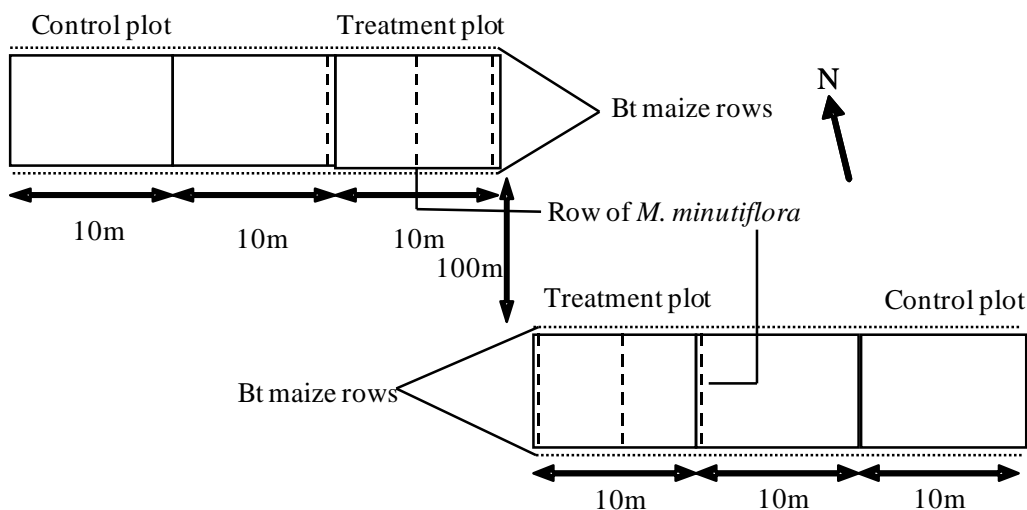 Control plot
Treatment plot
N
Bt maize rows
Row of M. minutiflora
10m
10m
10m
100m
Treatment plot
Control plot
Bt maize rows
10m
10m
10m